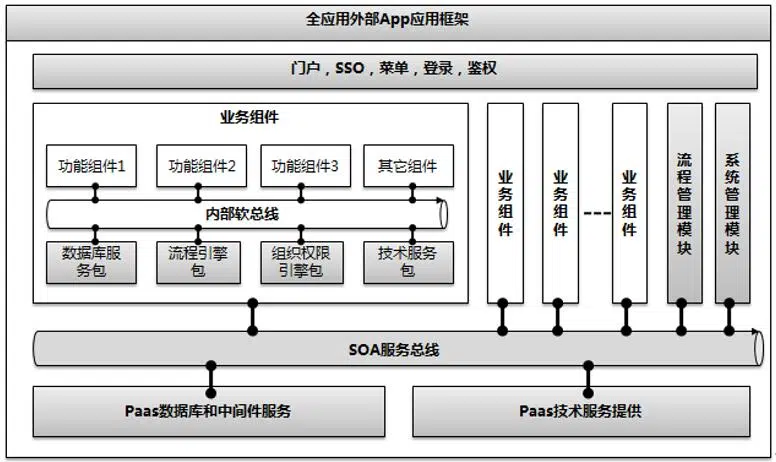 全应用外部App应用框架
门户，SSO，菜单，登录，鉴权
业务组件
功能组件1
功能组件2
功能组件3
其它组件
内部软总线
数据库服
务包
流程引擎
包
组织权限
引擎包
技术服务
包
业务组件
业务组件
业务组件
流程管理模块
系统管理模块
SOA服务总线
Paas数据库和中间件服务
Paas技术服务提供